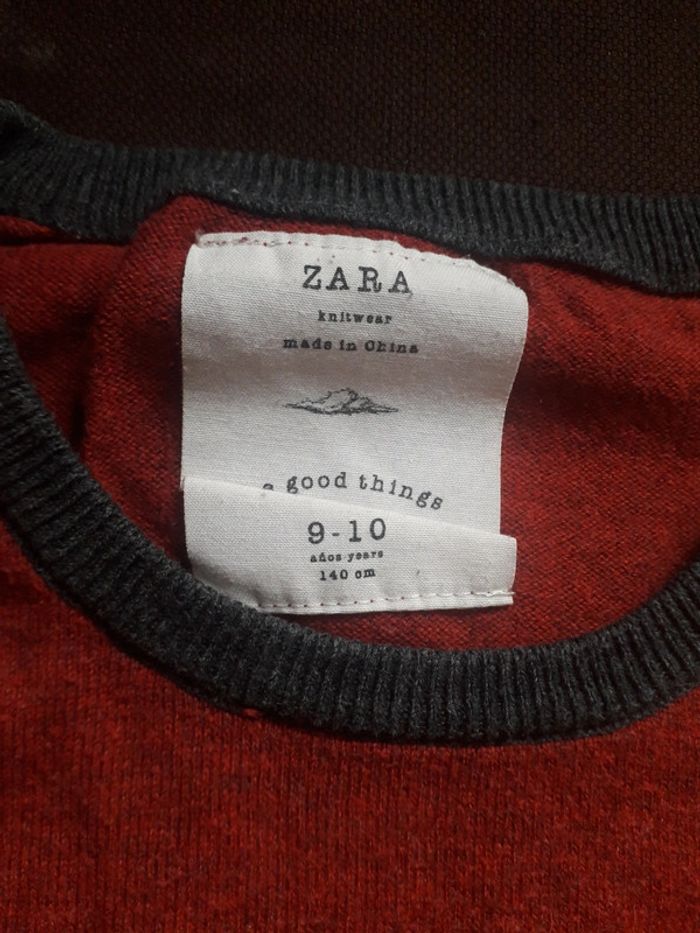 ZARA
knitwear
made in China
good things
9-10
años years
140 cm